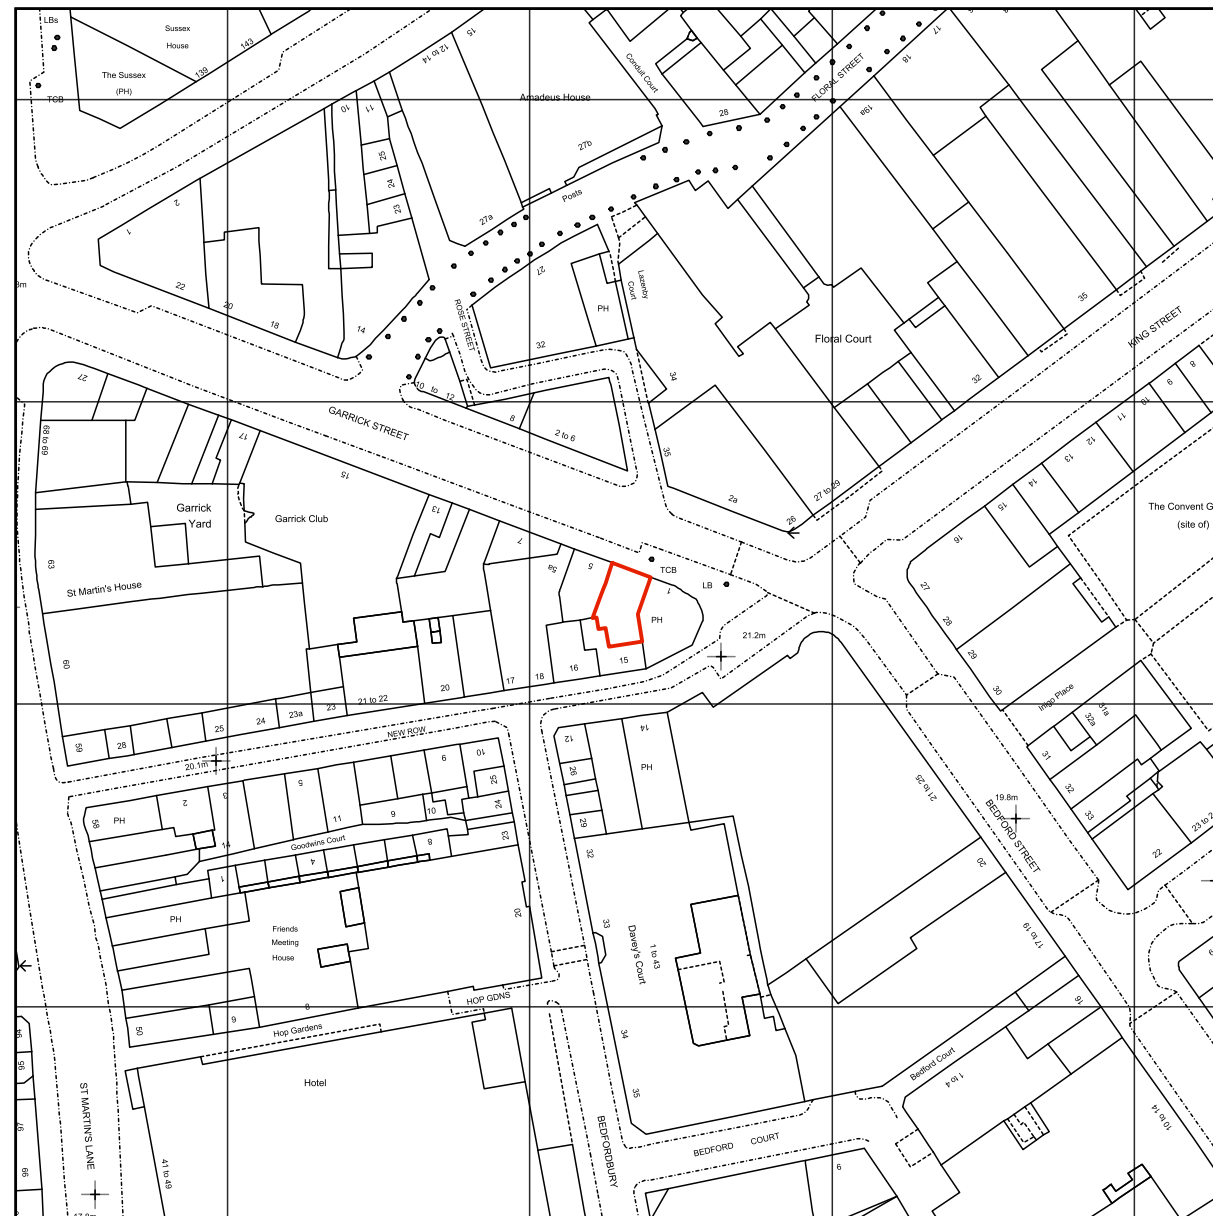 LBs
Sussex
House
143
The Sussex
(PH)
139
TCB
12 to 14
15
Amadeus House
Conduit Court
FLORAL STREET
17
18
19a
28
27b
Posts
27a
10
11
25
24
23
2
1
22
20
18
14
ROSE STREET
27
PH
Lazenby
Court
32
34
35
Floral Court
35
KING STREET
32
8
9
10
11
12
13
14
15
16
27
68 to 69
17
GARRICK STREET
10 to 12
8
2 to 6
15
2a
26
27 to 29
Garrick
Yard
Garrick Club
13
7
5a
5
TCB
LB
1
PH
The Convent G
(site of)
63
St Martin's House
60
59
28
25
24
23a
23
21 to 22
20
17
18
16
15
21.2m
27
28
29
30
Inigo Place
31a
32a
31
32
33
22
NEW ROW
20.1m
58
PH
2
3
5
11
9
10
9
10
25
24
23
14
Goodwins Court
4
8
1
PH
12
26
29
14
PH
32
33
34
35
20
Davey's Court
1 to 43
21 to 25
19.8m
BEDFORD STREET
20
17 to 19
16
Friends
Meeting
House
50
6
8
Hop Gardens
HOP GDNS
Hotel
ST MARTIN'S LANE
41 to 49
BEDFORDBURY
BEDFORD COURT
Bedford Court
1 to 4
10 to 14
9